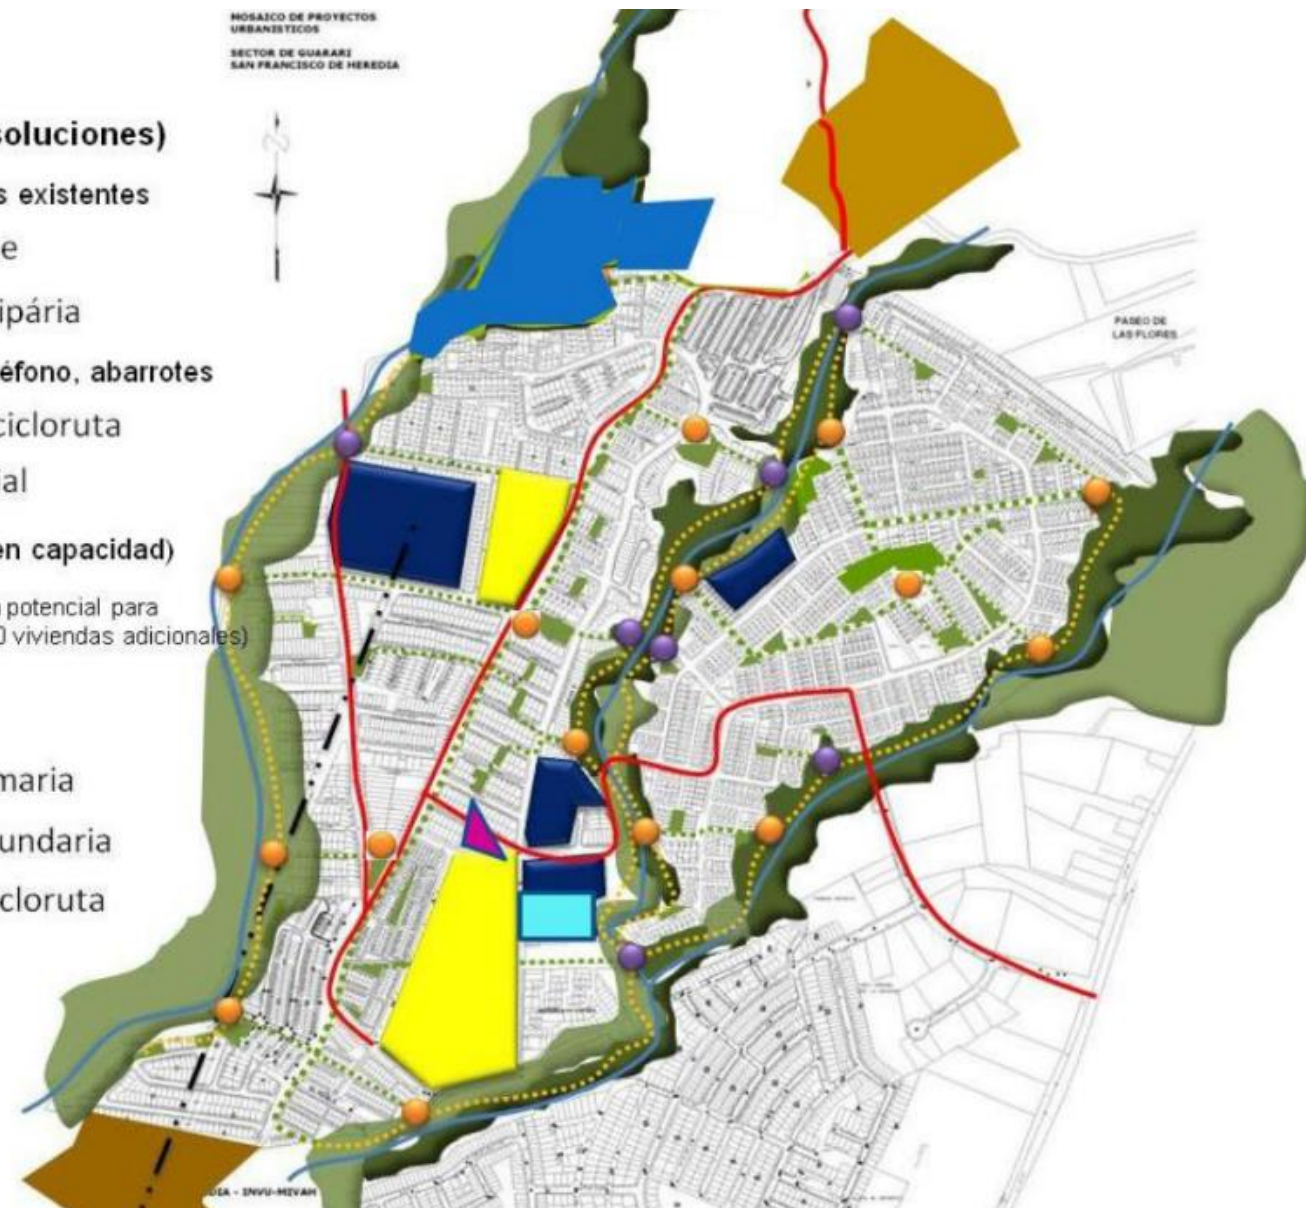 MOSAICO DE PROYECTOS
URBANISTICOS
SECTOR DE GUARARI
SAN FRANCISCO DE HEREDIA
soluciones)
s existentes
e
ipária
éfono, abarrotes
cicloruta
ial
en capacidad)
potencial para
0 viviendas adicionales)
maria
undaria
cloruta
PASEO DE
LAS FLORES
DIA - INVU-MIVAH